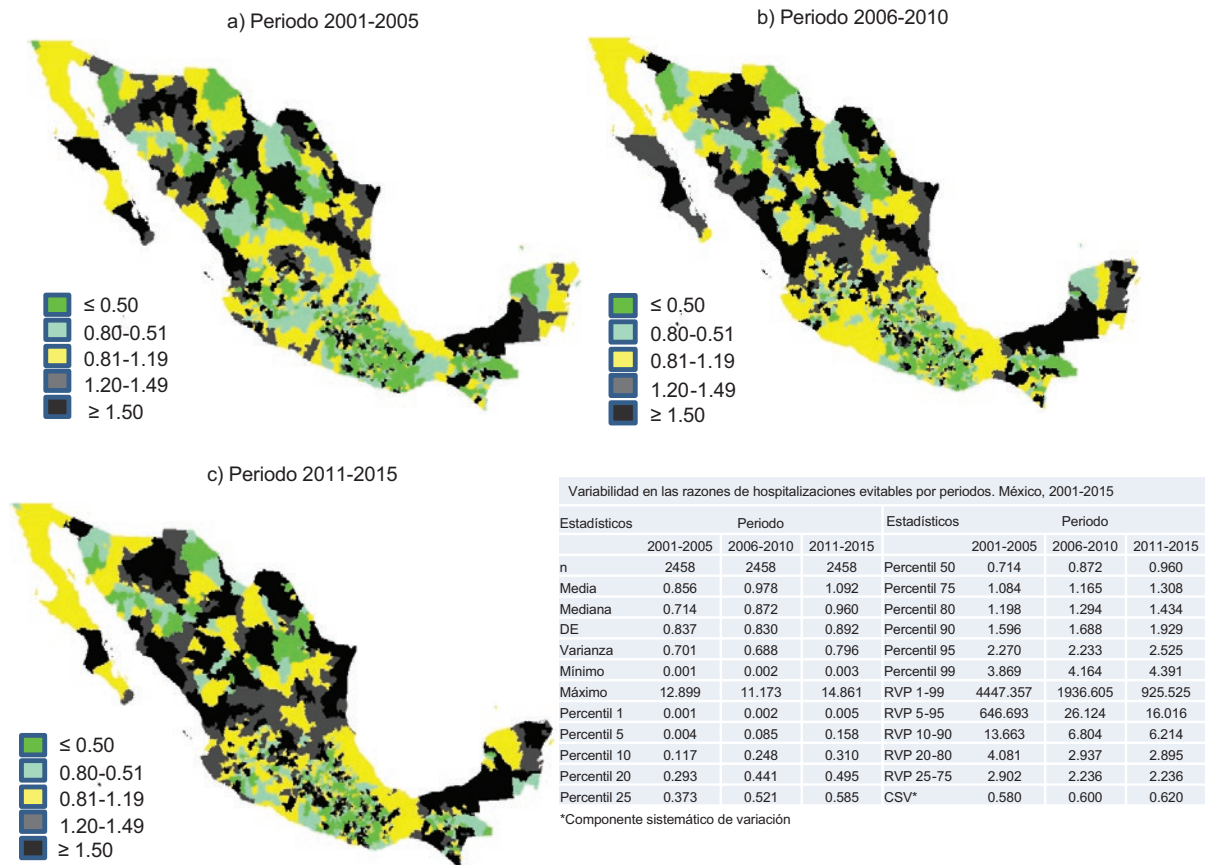 a) Periodo 2001-2005
≤ 0.50
0.80-0.51
0.81-1.19
1.20-1.49
≥ 1.50
b) Periodo 2006-2010
≤ 0.50
0.80-0.51
0.81-1.19
1.20-1.49
≥ 1.50
c) Periodo 2011-2015
≤ 0.50
0.80-0.51
0.81-1.19
1.20-1.49
≥ 1.50
Variabilidad en las razones de hospitalizaciones evitables por periodos. México, 2001-2015
Estadísticos Periodo Estadísticos Periodo
2001-2005 2006-2010 2011-2015 2001-2005 2006-2010 2011-2015
n 2458 2458 2458 Percentil 50 0.714 0.872 0.960
Media 0.856 0.978 1.092 Percentil 75 1.084 1.165 1.308
Mediana 0.714 0.872 0.960 Percentil 80 1.198 1.294 1.434
DE 0.837 0.830 0.892 Percentil 90 1.596 1.688 1.929
Varianza 0.701 0.688 0.796 Percentil 95 2.270 2.233 2.525
Mínimo 0.001 0.002 0.003 Percentil 99 3.869 4.164 4.391
Máximo 12.899 11.173 14.861 RVP 1-99 4447.357 1936.605 925.525
Percentil 1 0.001 0.002 0.005 RVP 5-95 646.693 26.124 16.016
Percentil 5 0.004 0.085 0.158 RVP 10-90 13.663 6.804 6.214
Percentil 10 0.117 0.248 0.310 RVP 20-80 4.081 2.937 2.895
Percentil 20 0.293 0.441 0.495 RVP 25-75 2.902 2.236 2.236
Percentil 25 0.373 0.521 0.585 CSV* 0.580 0.600 0.620
*Componente sistemático de variación